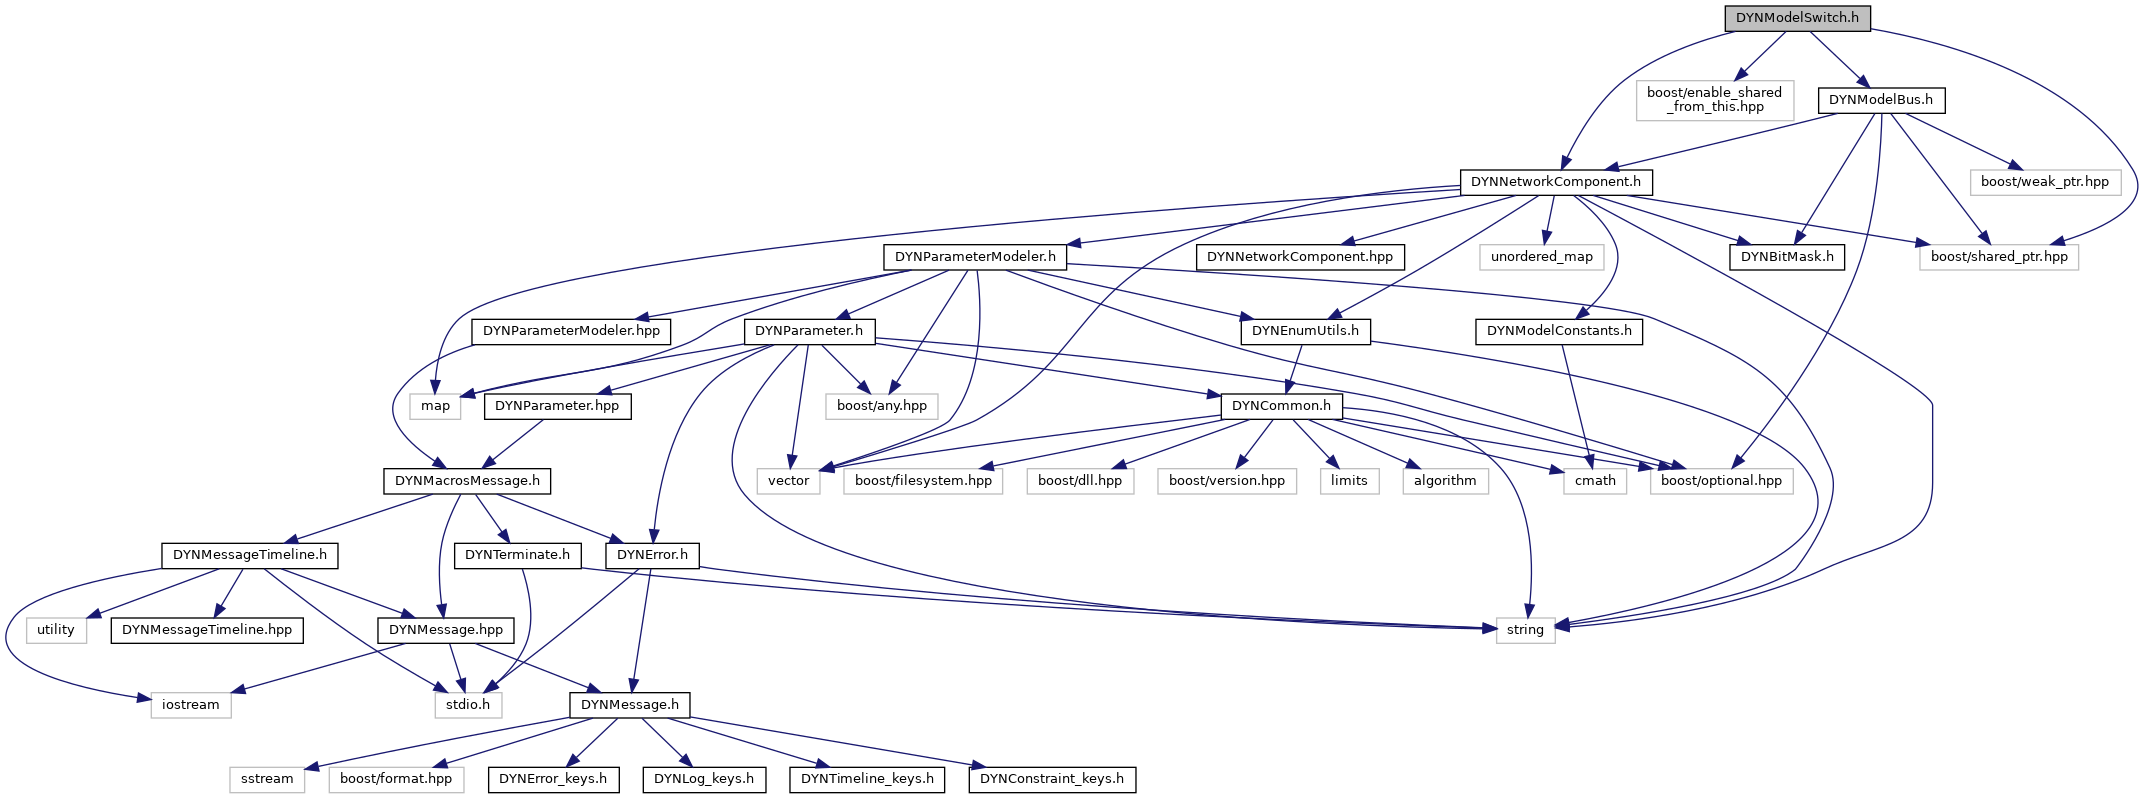 DYNModelSwitch.h
boost/enable_shared
_from_this.hpp
DYNModelBus.h
DYNNetworkComponent.h
boost/weak_ptr.hpp
DYNParameterModeler.h
DYNNetworkComponent.hpp
unordered_map
DYNBitMask.h
boost/shared_ptr.hpp
DYNParameterModeler.hpp
DYNParameter.h
DYNEnumUtils.h
DYNModelConstants.h
map
DYNParameter.hpp
boost/any.hpp
DYNCommon.h
DYNMacrosMessage.h
vector
boost/filesystem.hpp
boost/dll.hpp
boost/version.hpp
limits
algorithm
cmath
boost/optional.hpp
DYNMessageTimeline.h
DYNTerminate.h
DYNError.h
utility
DYNMessageTimeline.hpp
DYNMessage.hpp
string
iostream
stdio.h
DYNMessage.h
sstream
boost/format.hpp
DYNError_keys.h
DYNLog_keys.h
DYNTimeline_keys.h
DYNConstraint_keys.h